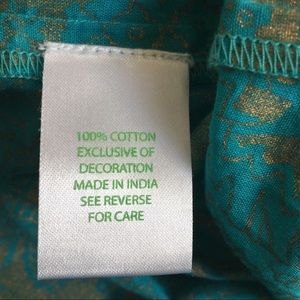 100% COTTON
EXCLUSIVE OF
DECORATION
MADE IN INDIA
SEE REVERSE
FOR CARE